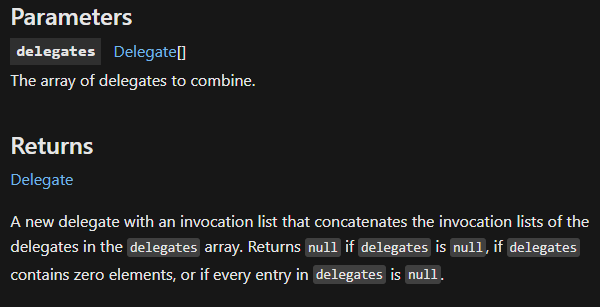 Parameters
delegates Delegate[]
The array of delegates to combine.
Returns
Delegate
A new delegate with an invocation list that concatenates the invocation lists of the
delegates in the delegates array. Returns null if delegates is null, if delegates
contains zero elements, or if every entry in delegates is null.